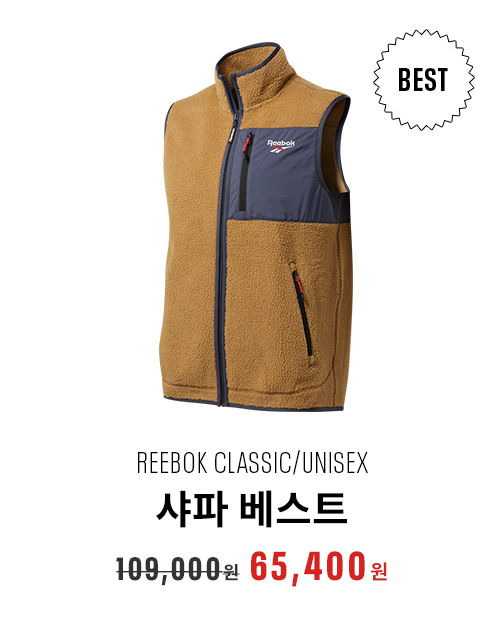 BEST
Reebok
REEBOK CLASSIC/UNISEX
샤파 베스트
109,000원 65,400원